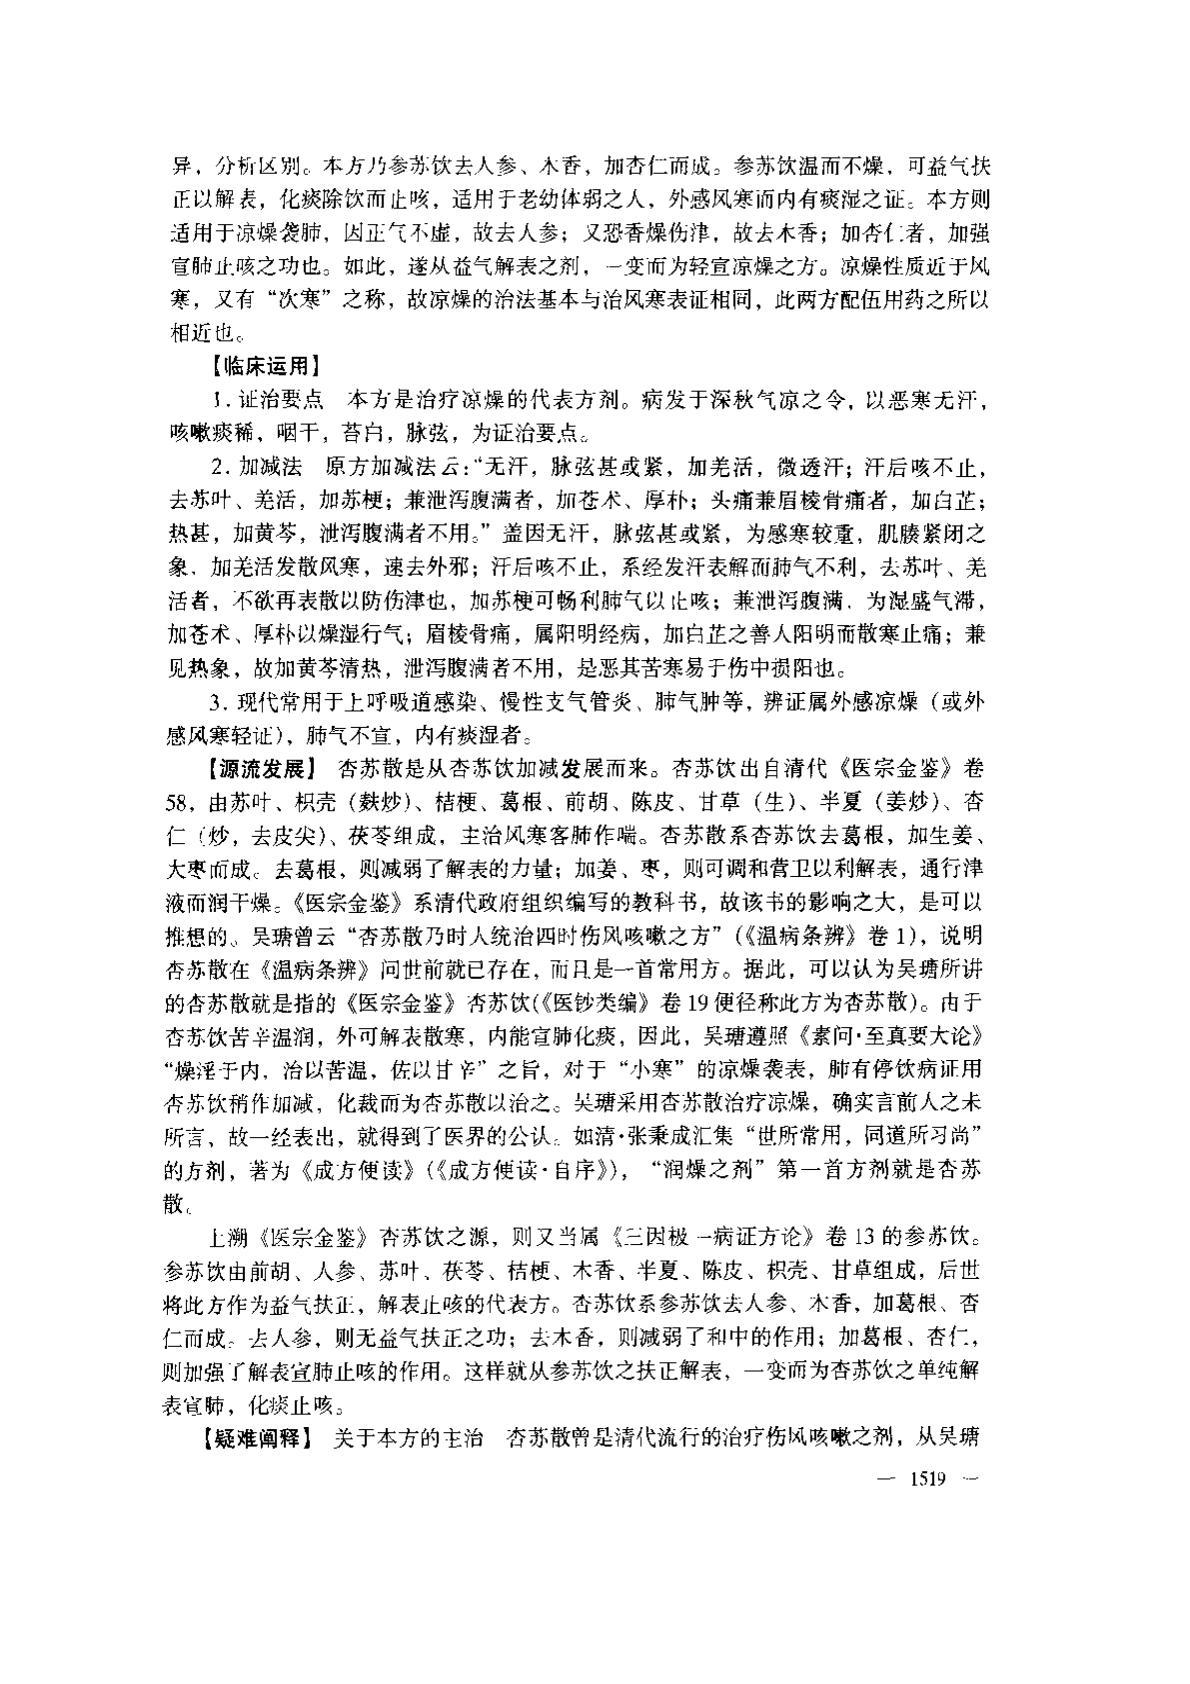 异，分析区别。本方乃参苏饮去人参、木香，加杏仁而成。参苏饮温而不燥，可益气扶
正以解表，化痰除饮而止咳，适用于老幼体弱之人，外感风寒而内有痰湿之证。本方则
适用于凉燥袭肺，因正气不虚，故去人参；又恐香燥伤津，故去木香；加杏仁者，加强
宣肺止咳之功也。如此，遂从益气解表之剂，一变而为轻宣凉燥之方。凉燥性质近于风
寒，又有“次寒”之称，故凉燥的治法基本与治风寒表证相同，此两方配伍用药之所以
相近也。
【临床运用】
1. 证治要点　本方是治疗凉燥的代表方剂。病发于深秋气凉之令，以恶寒无汗，
咳嗽痰稀，咽干，苔白，脉弦，为证治要点。
2. 加减法　原方加减法云：“无汗，脉弦甚或紧，加羌活，微透汗；汗后咳不止，
去苏叶、羌活，加苏梗；兼泄泻腹满者，加苍术、厚朴；头痛兼眉棱骨痛者，加白芷；
热甚，加黄芩，泄泻腹满者不用。”盖因无汗，脉弦甚或紧，为感寒较重，肌腠紧闭之
象，加羌活发散风寒，速去外邪；汗后咳不止，系经发汗表解而肺气不利，去苏叶、羌
活者，不欲再表散以防伤津也，加苏梗可畅利肺气以止咳；兼泄泻腹满，为湿盛气滞，
加苍术、厚朴以燥湿行气；眉棱骨痛，属阳明经病，加白芷之善人阳明而散寒止痛；兼
见热象，故加黄芩清热，泄泻腹满者不用，是恶其苦寒易于伤中损阳也。
3. 现代常用于上呼吸道感染、慢性支气管炎、肺气肿等，辨证属外感凉燥（或外
感风寒轻证），肺气不宣，内有痰湿者。
【源流发展】　杏苏散是从杏苏饮加减发展而来。杏苏饮出自清代《医宗金鉴》卷
58，由苏叶、枳壳（麸炒）、桔梗、葛根、前胡、陈皮、甘草（生）、半夏（姜炒）、杏
仁（炒，去皮尖）、茯苓组成，主治风寒客肺作喘。杏苏散系杏苏饮去葛根，加生姜、
大枣而成。去葛根，则减弱了解表的力量；加姜、枣，则可调和营卫以利解表，通行津
液而润干燥。《医宗金鉴》系清代政府组织编写的教科书，故该书的影响之大，是可以
推想的。吴瑭曾云“杏苏散乃时人统治四时伤风咳嗽之方”（《温病条辨》卷 1），说明
杏苏散在《温病条辨》问世前就已存在，而且是一首常用方。据此，可以认为吴瑭所讲
的杏苏散就是指的《医宗金鉴》杏苏饮（《医钞类编》卷 19 便径称此方为杏苏散）。由于
杏苏饮苦辛温润，外可解表散寒，内能宣肺化痰，因此，吴瑭遵照《素问·至真要大论》
“燥淫于内，治以苦温，佐以甘辛”之旨，对于“小寒”的凉燥袭表，肺有停饮病证用
杏苏饮稍作加减，化裁而为杏苏散以治之。吴瑭采用杏苏散治疗凉燥，确实言前人之未
所言，故一经表出，就得到了医界的公认。如清·张秉成汇集“世所常用，同道所习尚”
的方剂，著为《成方便读》（《成方便读·自序》），“润燥之剂”第一首方剂就是杏苏
散。
上溯《医宗金鉴》杏苏饮之源，则又当属《三因极一病证方论》卷 13 的参苏饮。
参苏饮由前胡、人参、苏叶、茯苓、桔梗、木香、半夏、陈皮、枳壳、甘草组成，后世
将此方作为益气扶正，解表止咳的代表方。杏苏饮系参苏饮去人参、木香，加葛根、杏
仁而成。去人参，则无益气扶正之功；去木香，则减弱了和中的作用；加葛根、杏仁，
则加强了解表宣肺止咳的作用。这样就从参苏饮之扶正解表，一变而为杏苏饮之单纯解
表宣肺，化痰止咳。
【疑难阐释】　关于本方的主治　杏苏散曾是清代流行的治疗伤风咳嗽之剂，从吴瑭
— 1519 —